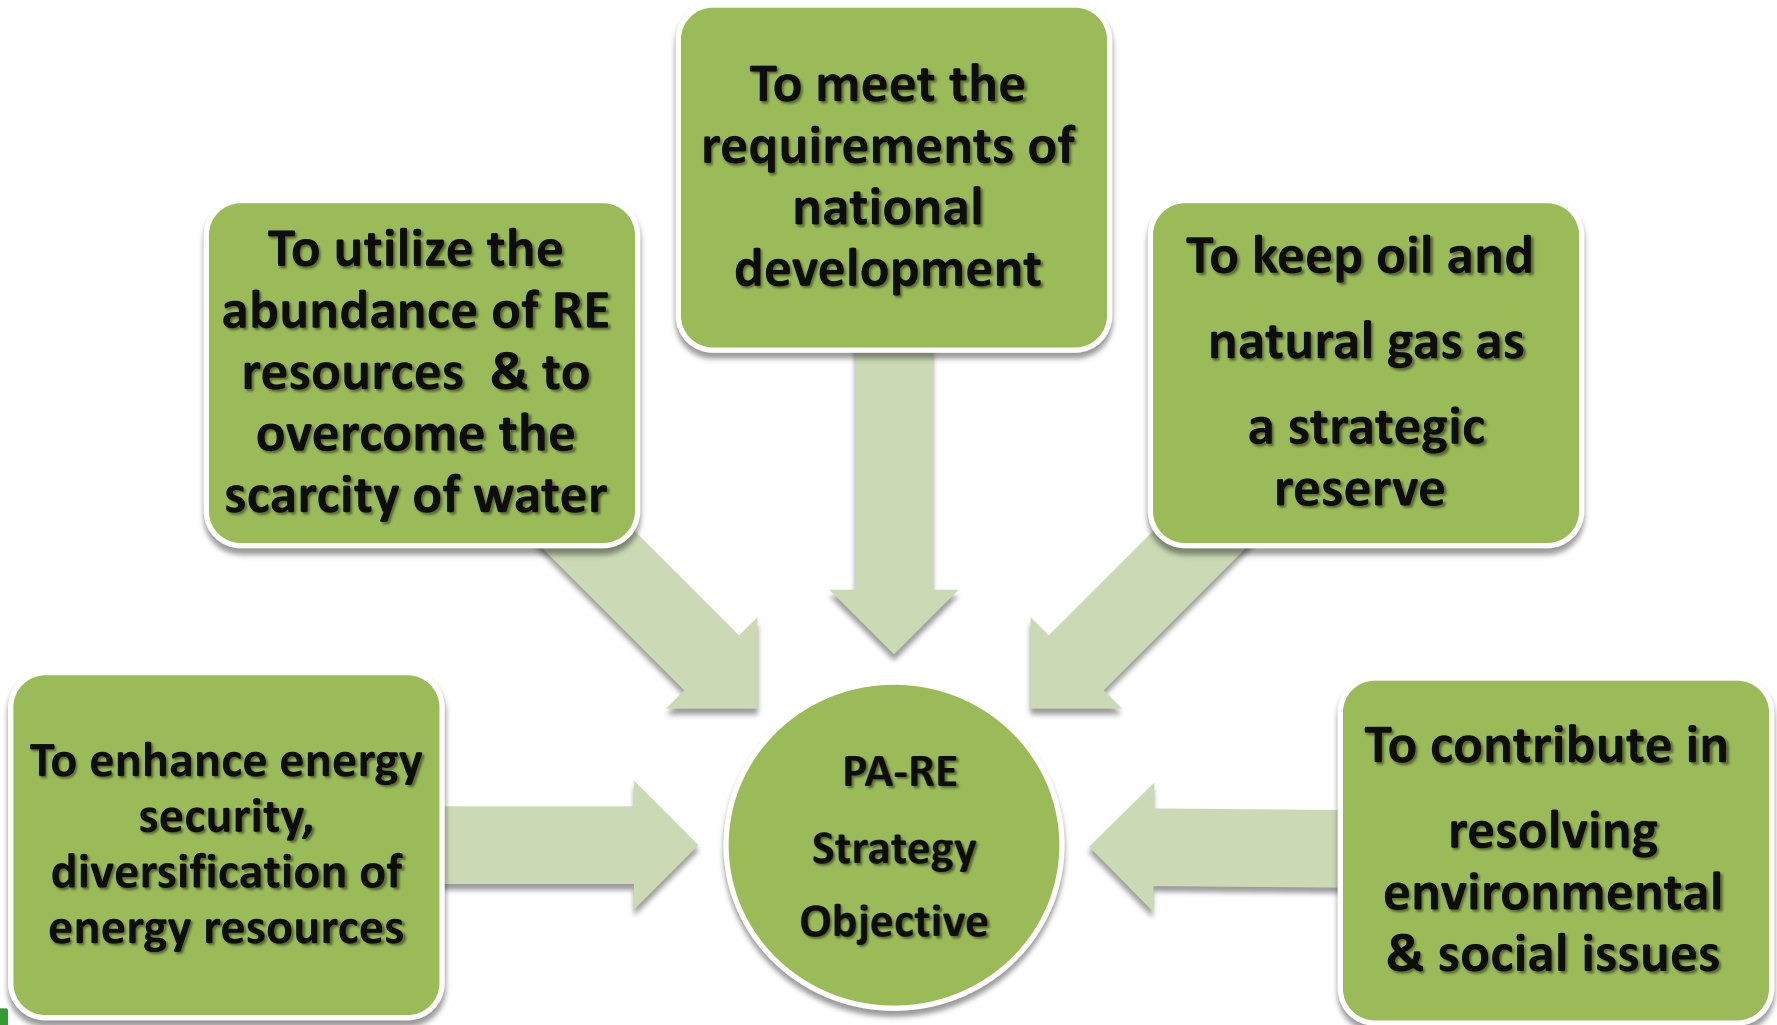 To meet the
requirements of
national
development
To utilize the
abundance of RE
resources & to
overcome the
scarcity of water
To keep oil and
natural gas as
a strategic
reserve
To enhance energy
security,
diversification of
energy resources
PA-RE
Strategy
Objective
To contribute in
resolving
environmental
& social issues